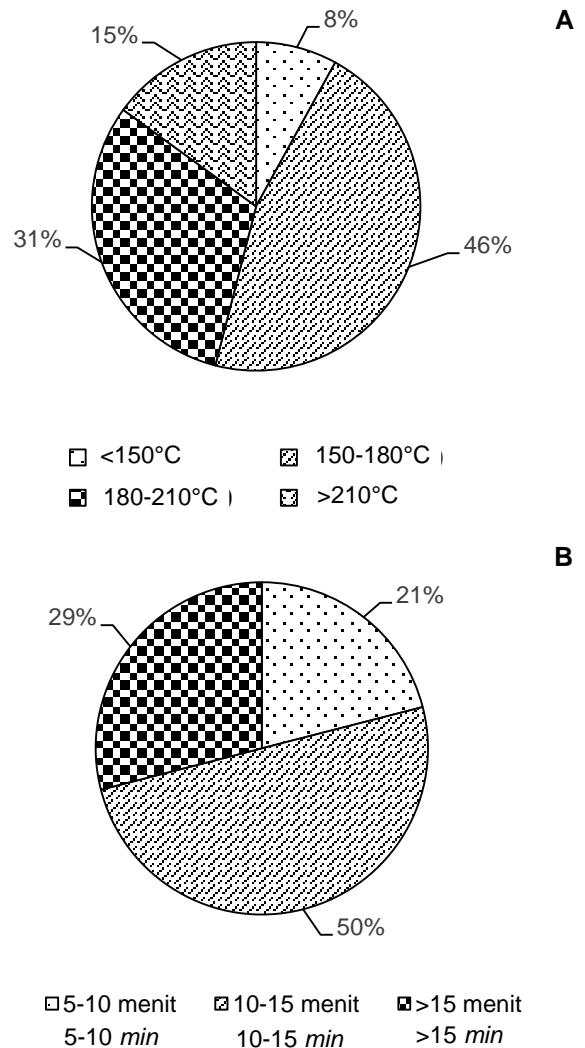 A
15%
8%
31%
46%
<150°C
150-180°C )
180-210°C )
>210°C
B
29%
21%
50%
5-10 menit
10-15 menit
>15 menit
5-10 min
10-15 min
>15 min